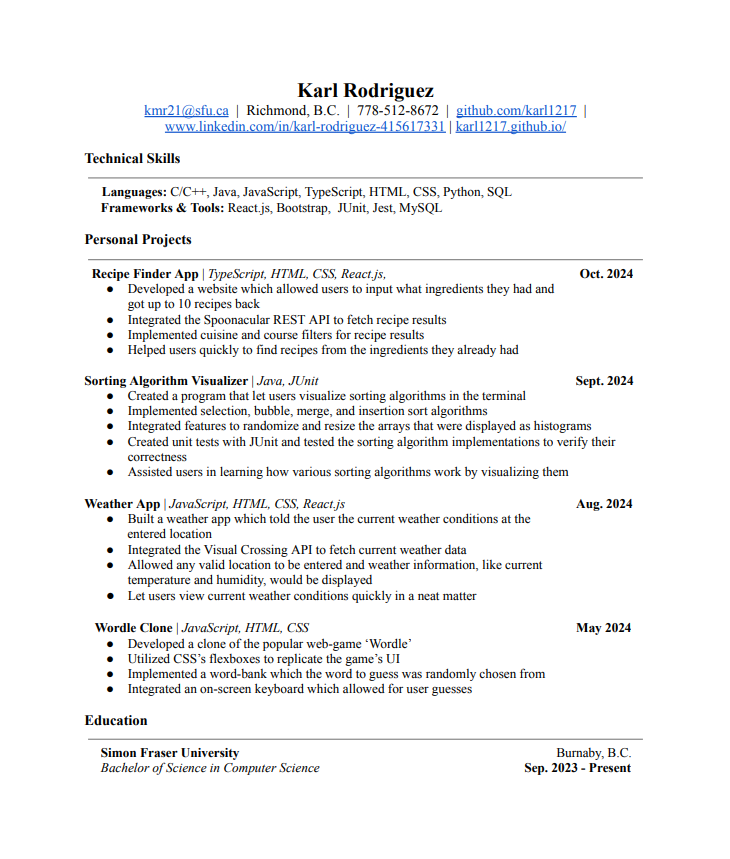 Karl Rodriguez
kmr21@sfu.ca | Richmond, B.C. | 778-512-8672 | github.com/karl1217 |
www.linkedin.com/in/karl-rodriguez-415617331 | karl1217.github.io/
Technical Skills
Languages: C/C++, Java, JavaScript, TypeScript, HTML, CSS, Python, SQL
Frameworks & Tools: React.js, Bootstrap, JUnit, Jest, MySQL
Personal Projects
Recipe Finder App | TypeScript, HTML, CSS, React.js, Oct. 2024
● Developed a website which allowed users to input what ingredients they had and
got up to 10 recipes back
● Integrated the Spoonacular REST API to fetch recipe results
● Implemented cuisine and course filters for recipe results
● Helped users quickly to find recipes from the ingredients they already had
Sorting Algorithm Visualizer | Java, JUnit Sept. 2024
● Created a program that let users visualize sorting algorithms in the terminal
● Implemented selection, bubble, merge, and insertion sort algorithms
● Integrated features to randomize and resize the arrays that were displayed as histograms
● Created unit tests with JUnit and tested the sorting algorithm implementations to verify their
correctness
● Assisted users in learning how various sorting algorithms work by visualizing them
Weather App | JavaScript, HTML, CSS, React.js Aug. 2024
● Built a weather app which told the user the current weather conditions at the
entered location
● Integrated the Visual Crossing API to fetch current weather data
● Allowed any valid location to be entered and weather information, like current
temperature and humidity, would be displayed
● Let users view current weather conditions quickly in a neat matter
Wordle Clone | JavaScript, HTML, CSS May 2024
● Developed a clone of the popular web-game ‘Wordle’
● Utilized CSS’s flexboxes to replicate the game’s UI
● Implemented a word-bank which the word to guess was randomly chosen from
● Integrated an on-screen keyboard which allowed for user guesses
Education
Simon Fraser University Burnaby, B.C.
Bachelor of Science in Computer Science Sep. 2023 - Present